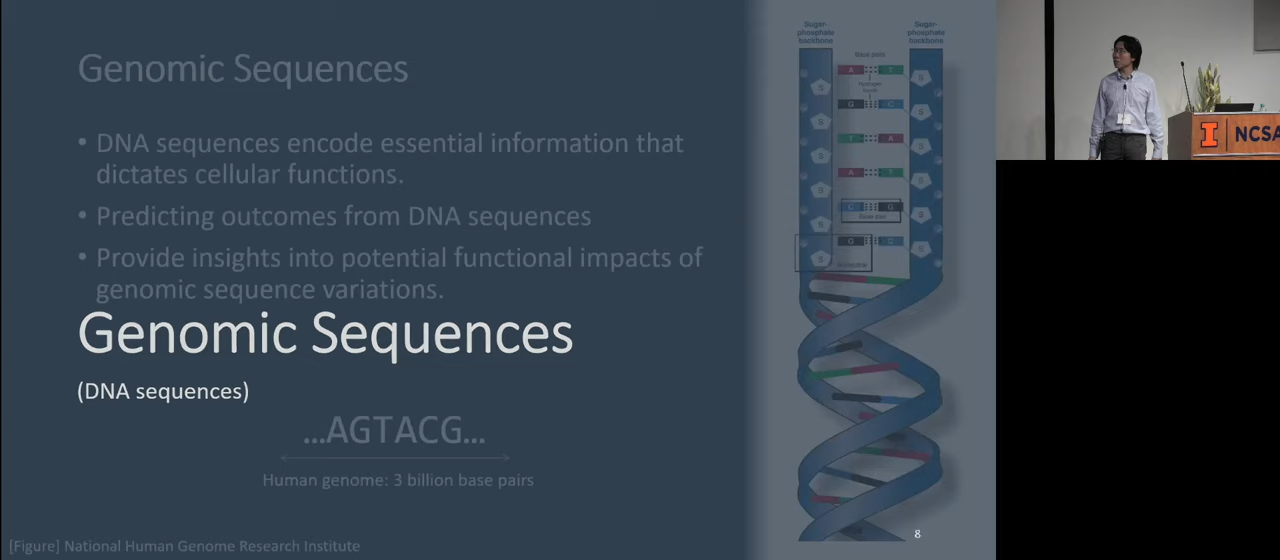 Genomic Sequences
• DNA sequences encode essential information that
dictates cellular functions.
• Predicting outcomes from DNA sequences
• Provide insights into potential functional impacts of
genomic sequence variations.
Genomic Sequences
(DNA sequences)
...AGTACG...
Human genome: 3 billion base pairs
[Figure] National Human Genome Research Institute
Sugar-
phosphate
backbone
Sugar-
phosphate
backbone
Base pairs
A T
Hydrogen
bonds
G C
T A
A T
C G
Base pair
G C
S
S
S
S
S
S
8
I NCSA